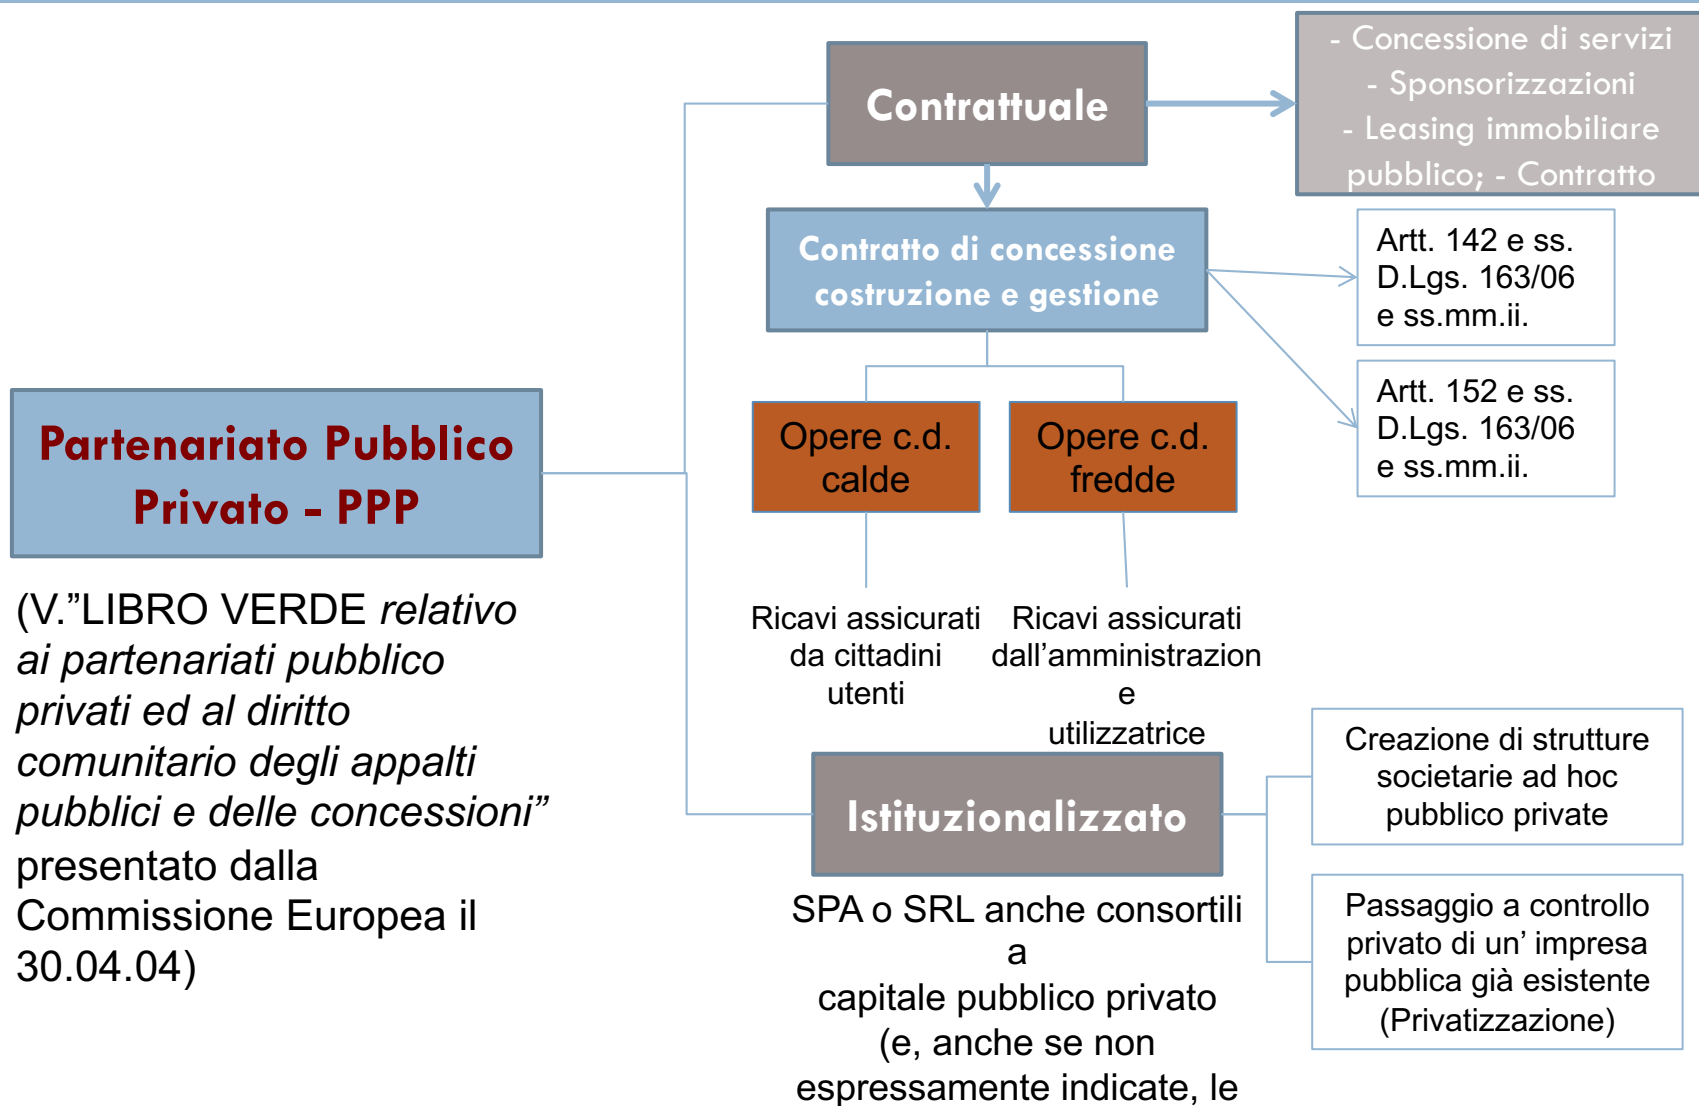 Contrattuale
- Concessione di servizi
- Sponsorizzazioni
- Leasing immobiliare
pubblico; - Contratto
Contratto di concessione
costruzione e gestione
Artt. 142 e ss.
D.Lgs. 163/06
e ss.mm.ii.
Artt. 152 e ss.
D.Lgs. 163/06
e ss.mm.ii.
Opere c.d.
calde
Opere c.d.
fredde
Partenariato Pubblico
Privato - PPP
Ricavi assicurati
da cittadini
utenti
Ricavi assicurati
dall’amministrazion
e
utilizzatrice
(V.”LIBRO VERDE relativo
ai partenariati pubblico
privati ed al diritto
comunitario degli appalti
pubblici e delle concessioni”
presentato dalla
Commissione Europea il
30.04.04)
Istituzionalizzato
Creazione di strutture
societarie ad hoc
pubblico private
Passaggio a controllo
privato di un’ impresa
pubblica già esistente
(Privatizzazione)
SPA o SRL anche consortili
a
capitale pubblico privato
(e, anche se non
espressamente indicate, le